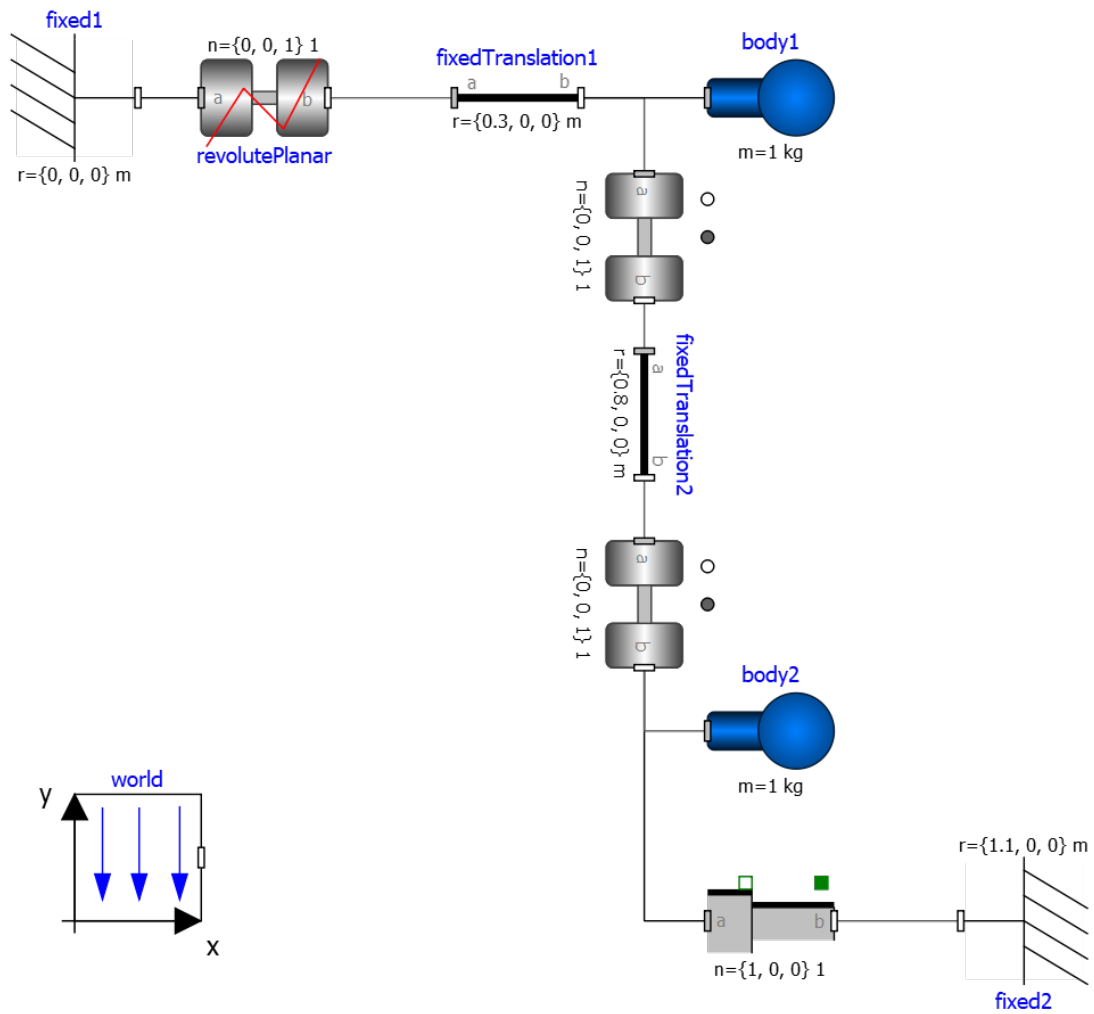 fixed1
n={0, 0, 1} 1
a
b
revolutePlanar
r={0, 0, 0} m
fixedTranslation1
a
b
r={0.3, 0, 0} m
body1
m=1 kg
a
b
n={0, 0, 1} 1
fixedTranslation2
a
b
r={0.8, 0, 0} m
a
b
n={0, 0, 1} 1
body2
m=1 kg
world
y
x
a
b
n={1, 0, 0} 1
r={1.1, 0, 0} m
fixed2